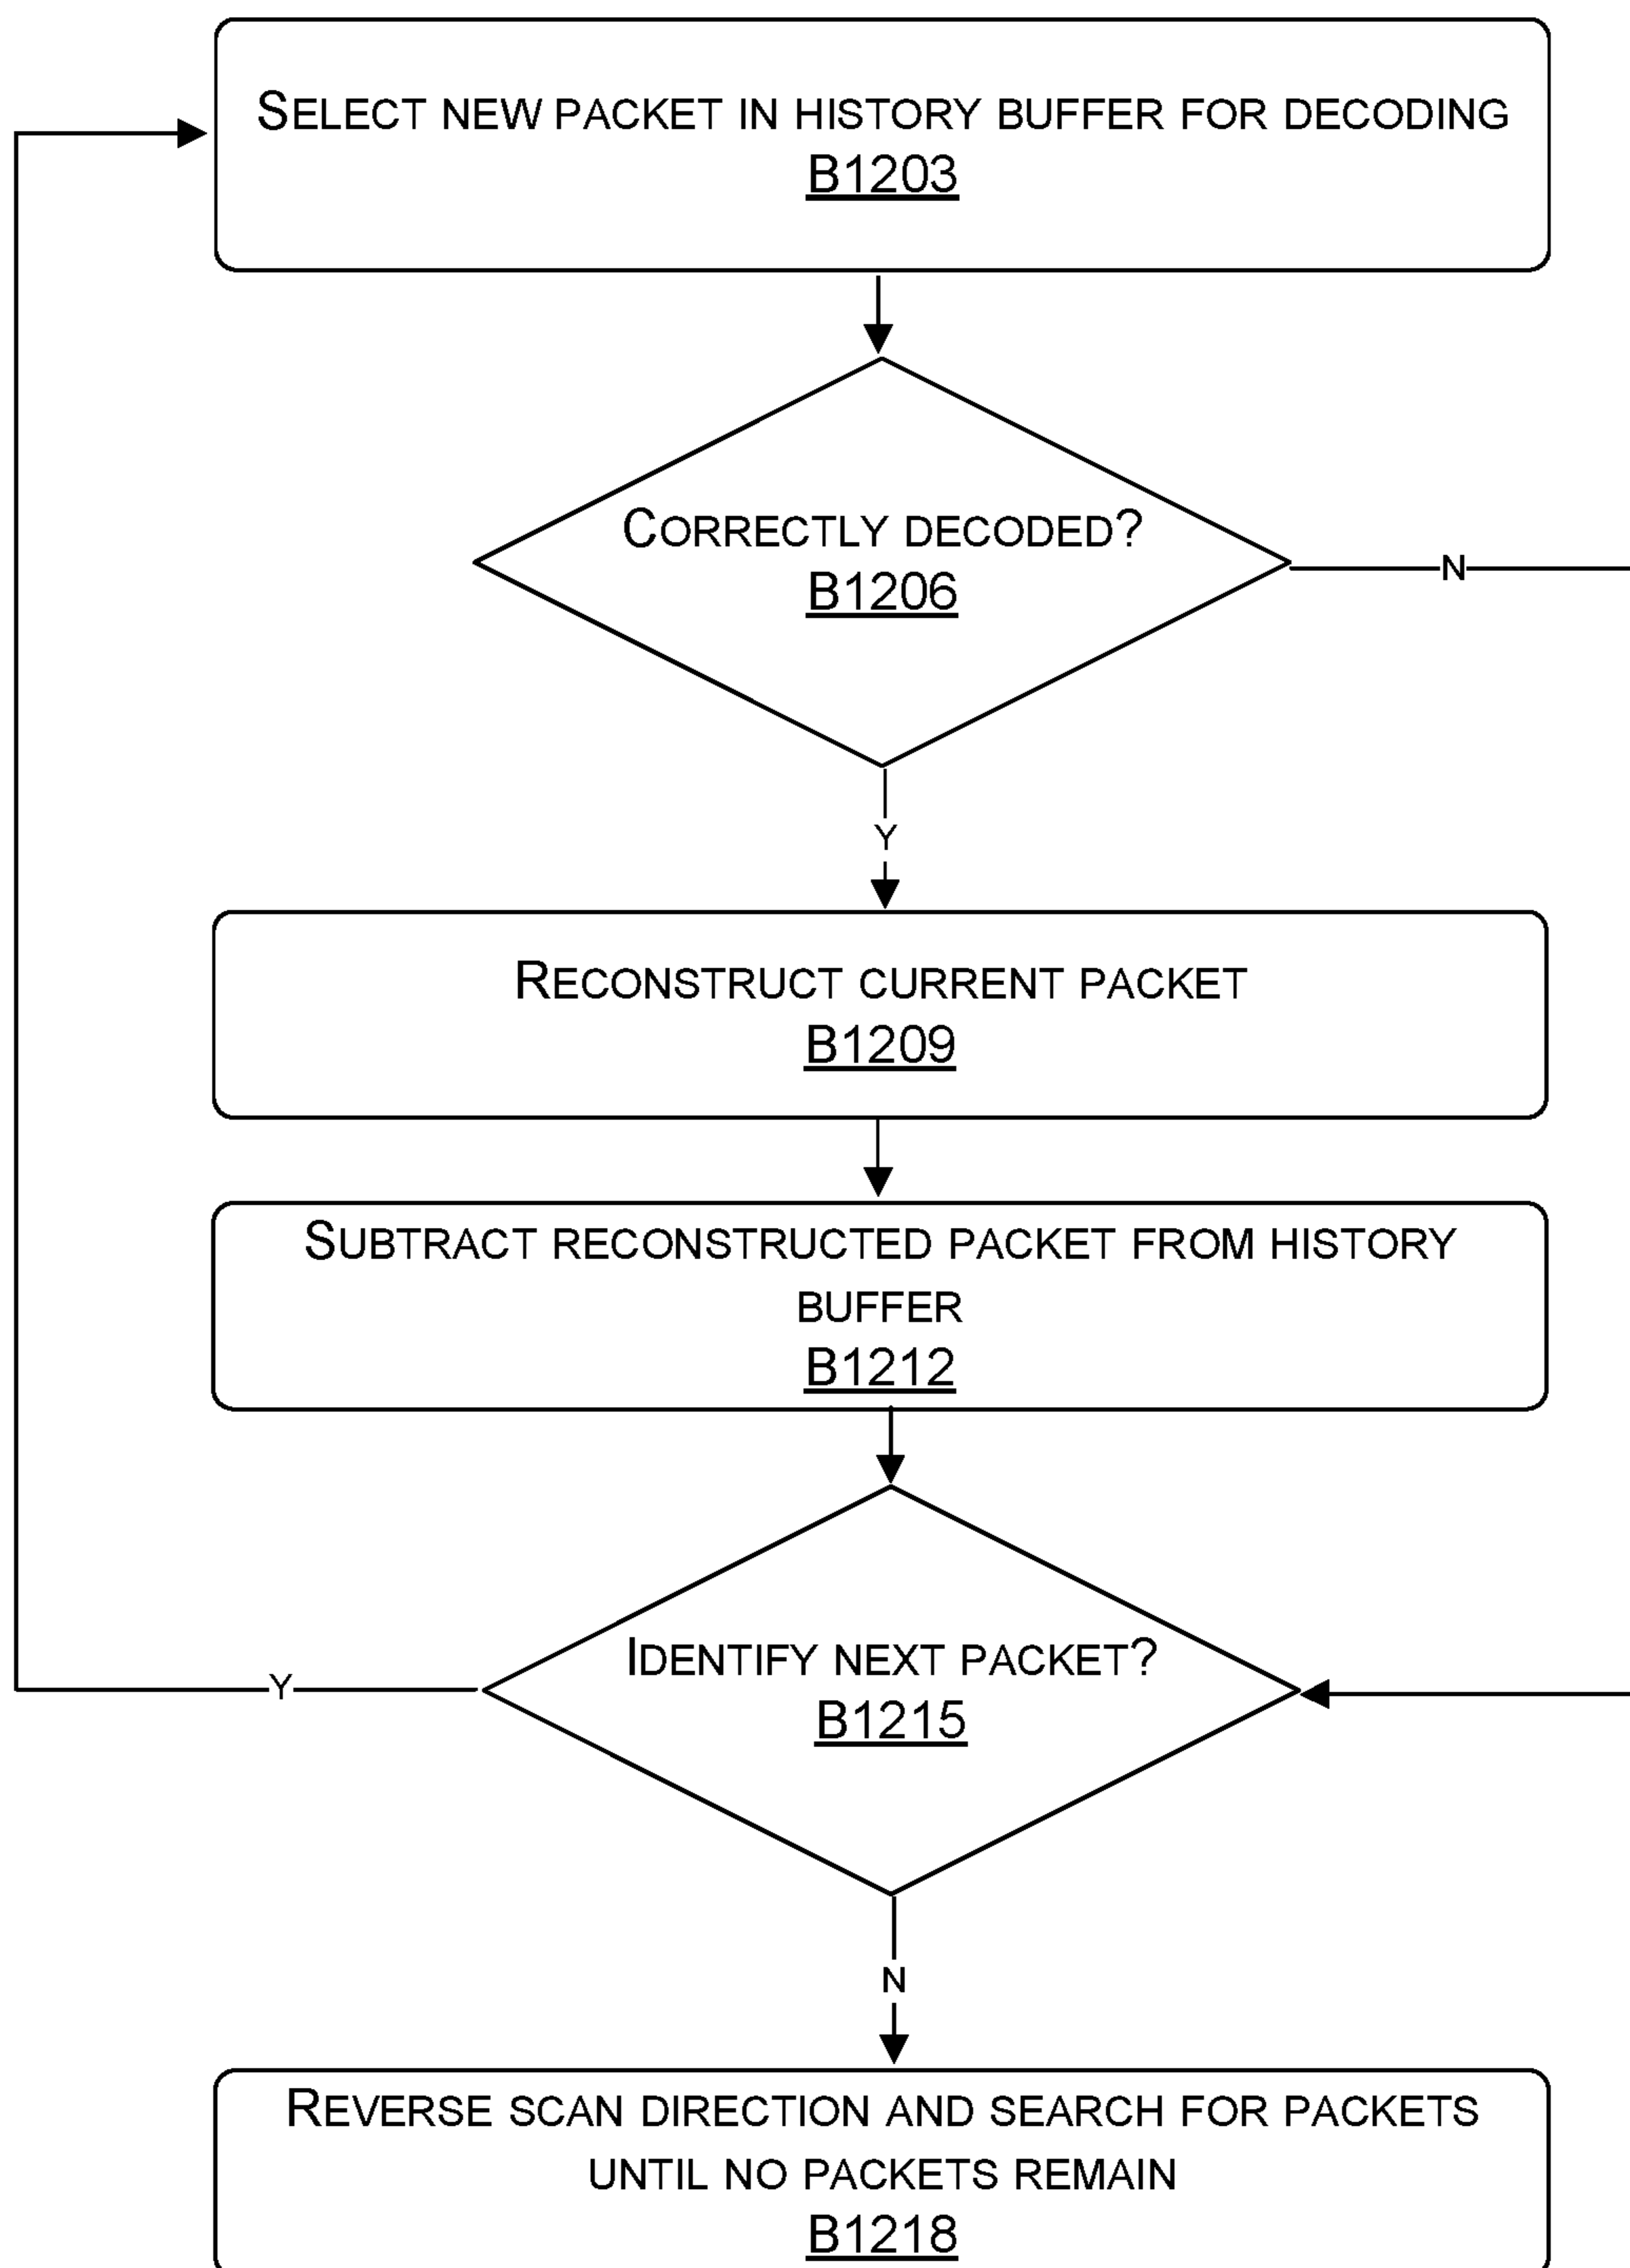 SELECT NEW PACKET IN HISTORY BUFFER FOR DECODING
B1203
CORRECTLY DECODED?
B1206
N
Y
RECONSTRUCT CURRENT PACKET
B1209
SUBTRACT RECONSTRUCTED PACKET FROM HISTORY
BUFFER
B1212
IDENTIFY NEXT PACKET?
B1215
Y
N
REVERSE SCAN DIRECTION AND SEARCH FOR PACKETS
UNTIL NO PACKETS REMAIN
B1218